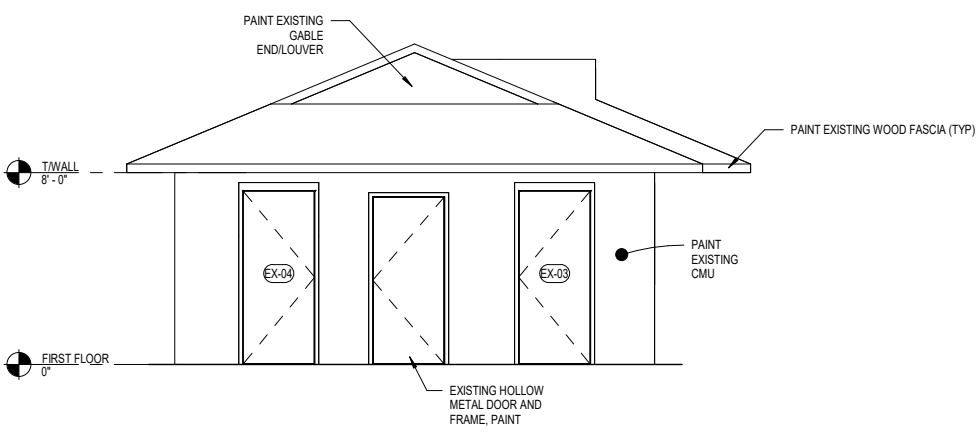 PAINT EXISTING
GABLE
END/LOUVER
PAINT EXISTING WOOD FASCIA (TYP)
T/WALL
8' - 0"
EX-04
EX-03
PAINT
EXISTING
CMU
FIRST FLOOR
0"
EXISTING HOLLOW
METAL DOOR AND
FRAME, PAINT